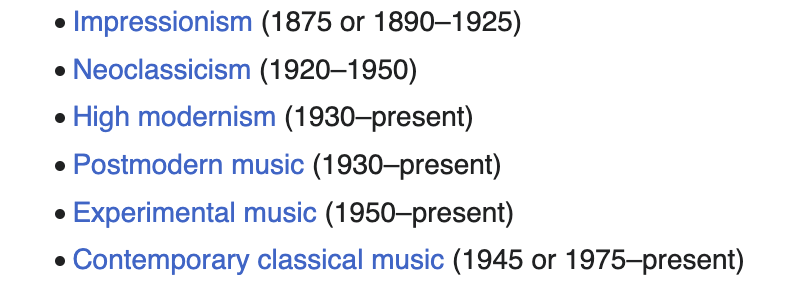 • Impressionism (1875 or 1890–1925)
• Neoclassicism (1920–1950)
• High modernism (1930–present)
• Postmodern music (1930–present)
• Experimental music (1950–present)
• Contemporary classical music (1945 or 1975–present)